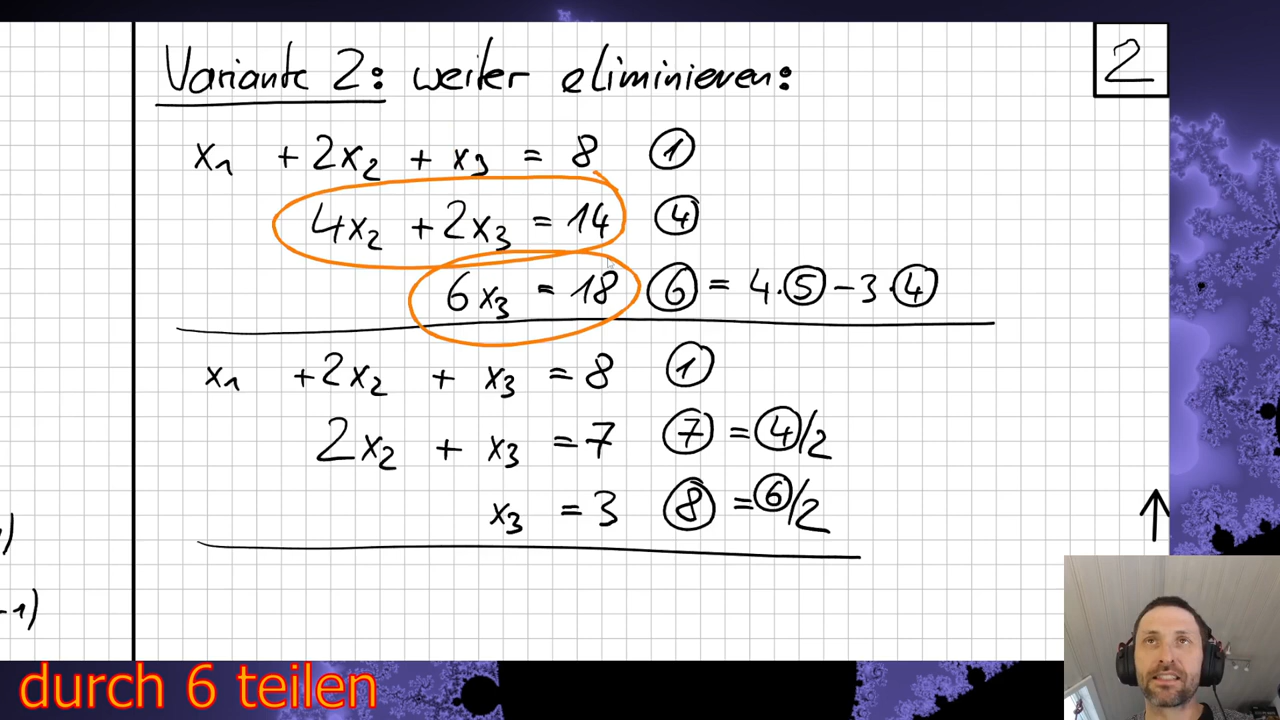 Variante 2: weiter eliminieren:
2
x₁ + 2x₂ + x₃ = 8 ①
4x₂ + 2x₃ = 14 ④
6x₃ = 18 ⑥ = 4·⑤ - 3·④
x₁ + 2x₂ + x₃ = 8 ①
2x₂ + x₃ = 7 ⑦ = ④/2
x₃ = 3 ⑧ = ⑥/2
)
-1)
durch 6 teilen